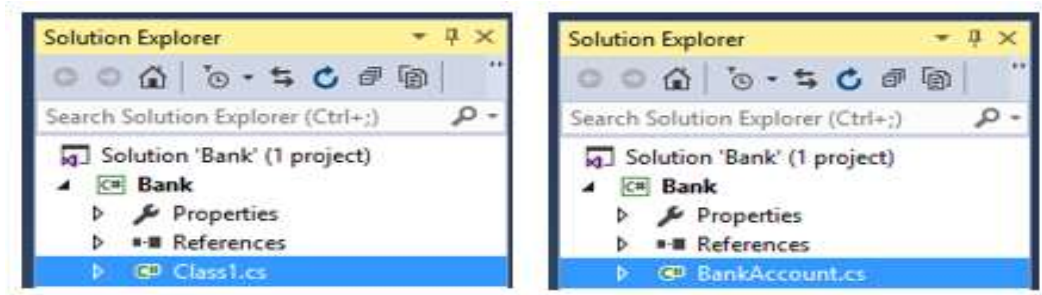 Solution Explorer
Search Solution Explorer (Ctrl+;)
Solution 'Bank' (1 project)
C# Bank
Properties
References
C# Class1.cs
Solution Explorer
Search Solution Explorer (Ctrl+;)
Solution 'Bank' (1 project)
C# Bank
Properties
References
C# BankAccount.cs